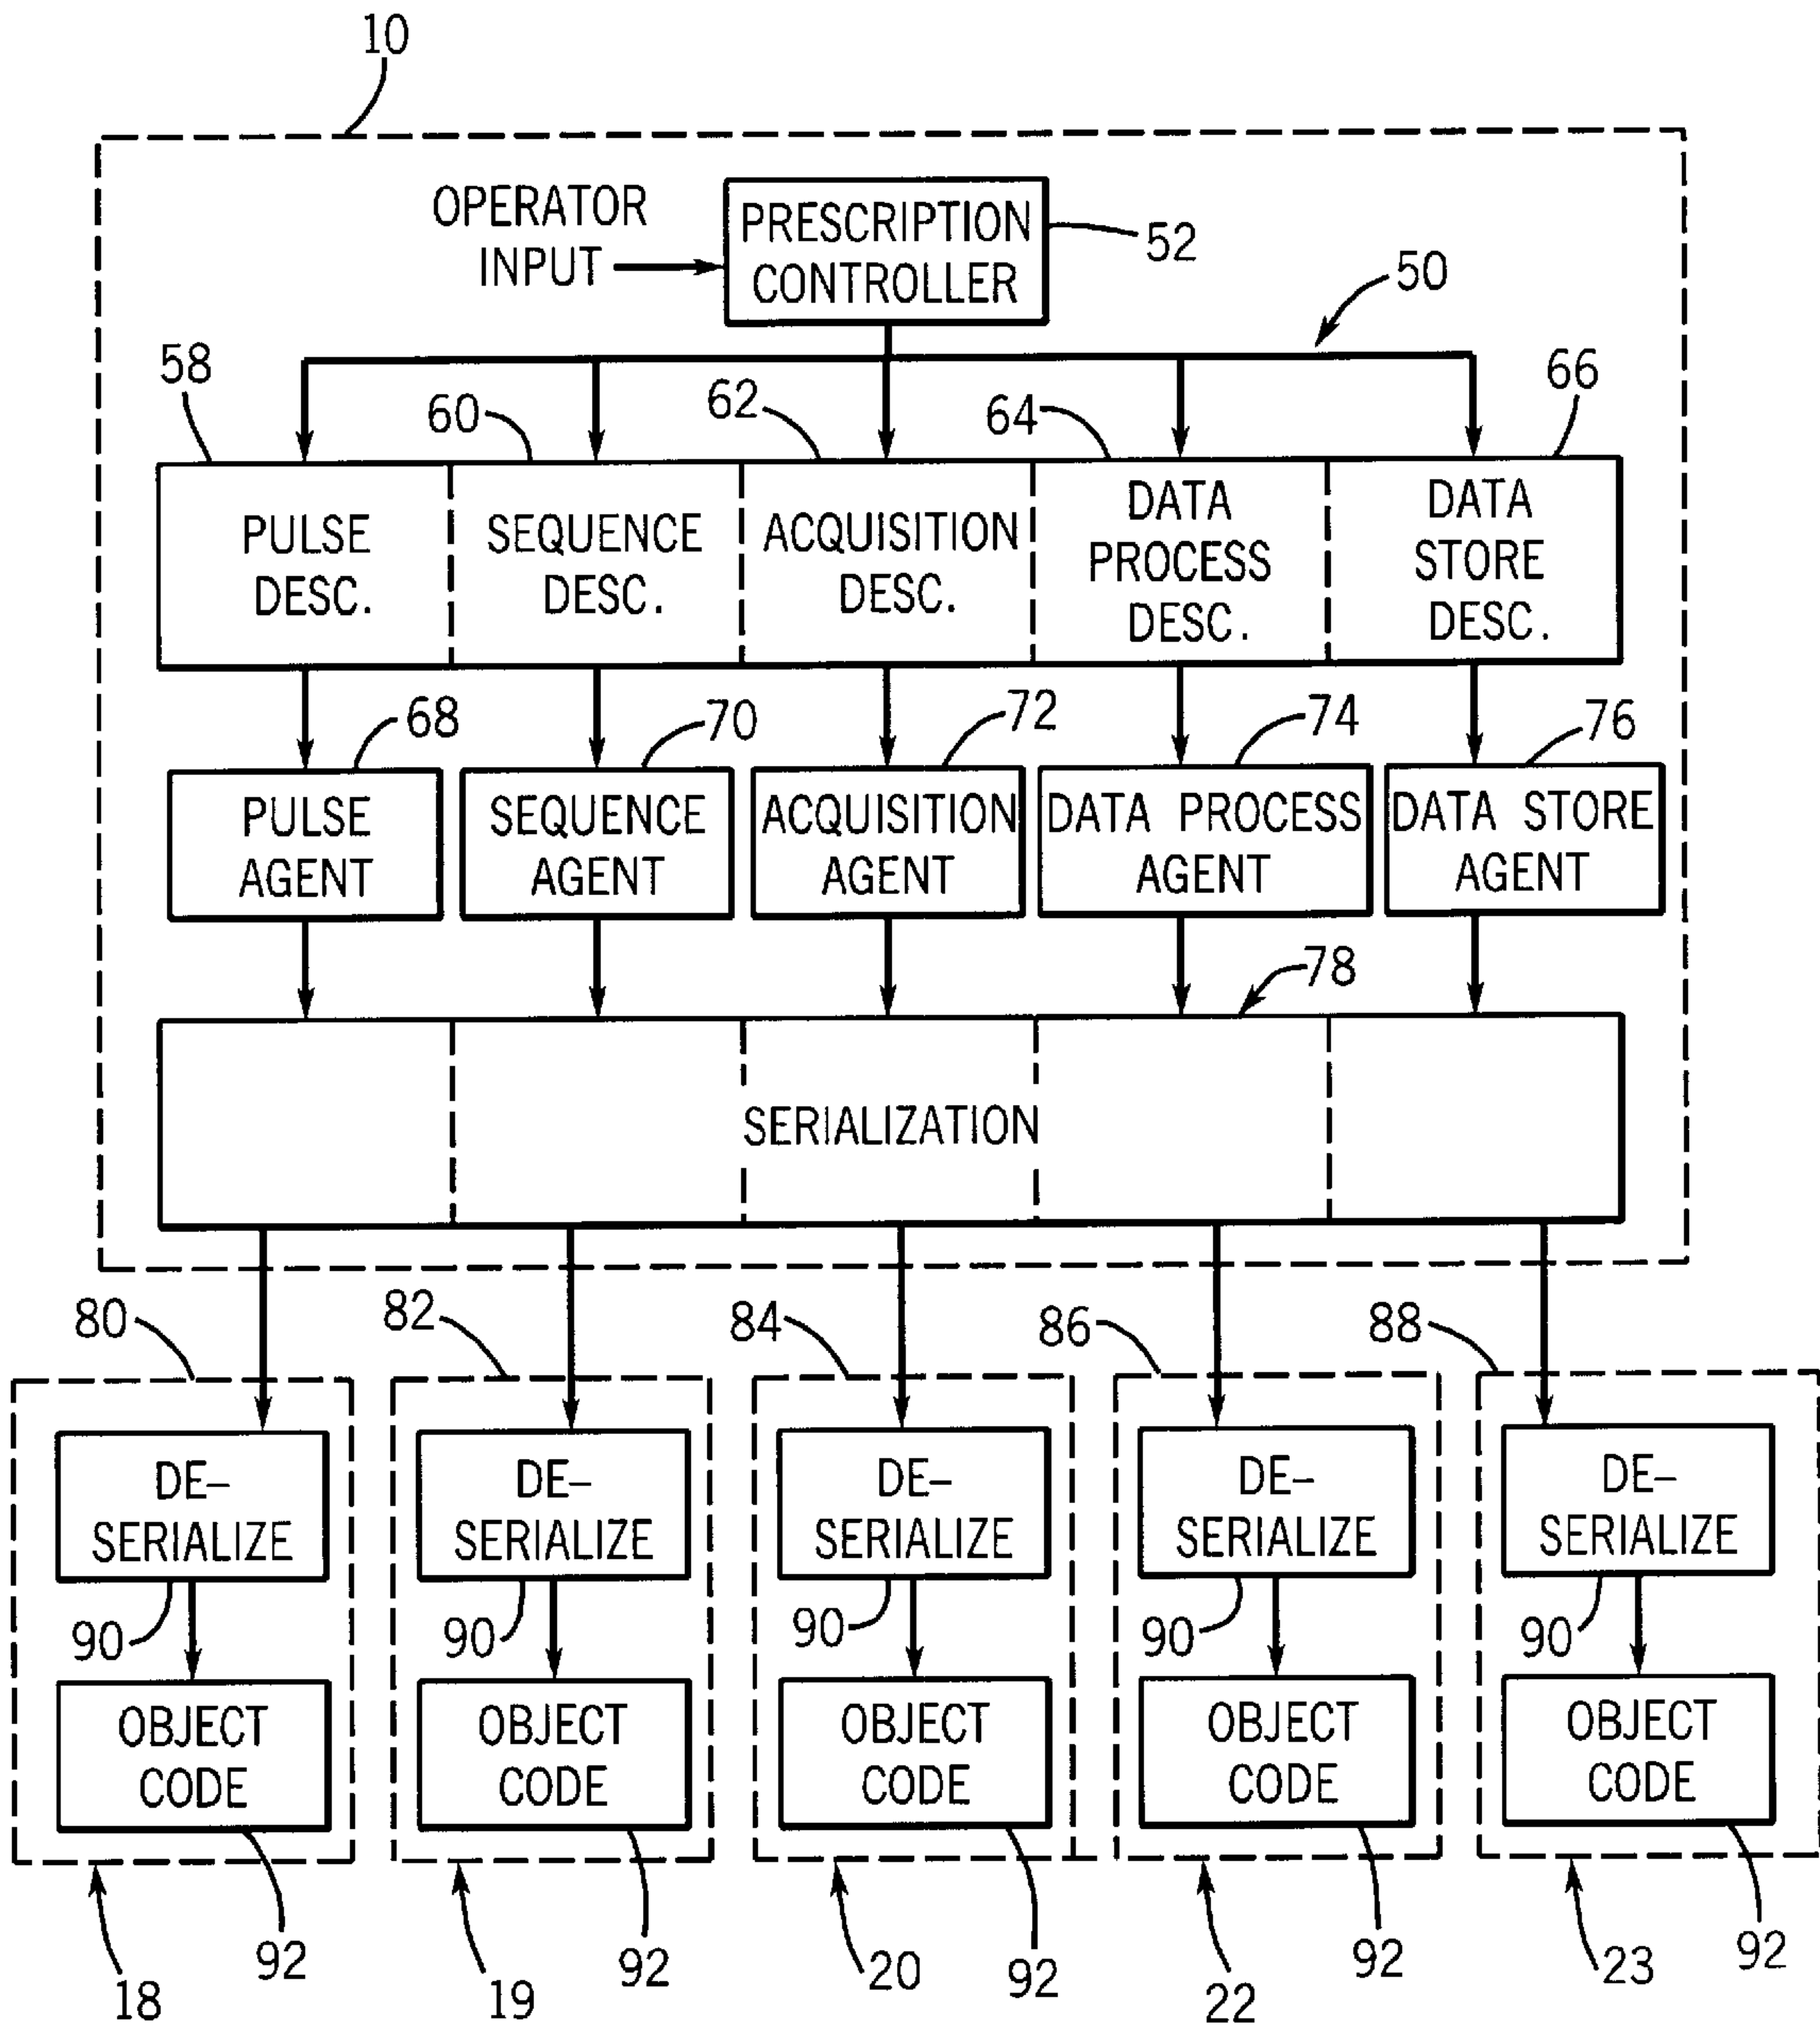 10
OPERATOR
INPUT
PRESCRIPTION
CONTROLLER
52
50
58
60
62
64
66
PULSE
DESC.
SEQUENCE
DESC.
ACQUISITION
DESC.
DATA
PROCESS
DESC.
DATA
STORE
DESC.
68
70
72
74
76
PULSE
AGENT
SEQUENCE
AGENT
ACQUISITION
AGENT
DATA PROCESS
AGENT
DATA STORE
AGENT
78
SERIALIZATION
80
82
84
86
88
DE–
SERIALIZE
DE–
SERIALIZE
DE–
SERIALIZE
DE–
SERIALIZE
DE–
SERIALIZE
90
90
90
90
90
OBJECT
CODE
OBJECT
CODE
OBJECT
CODE
OBJECT
CODE
OBJECT
CODE
18
92
19
92
20
92
22
92
23
92